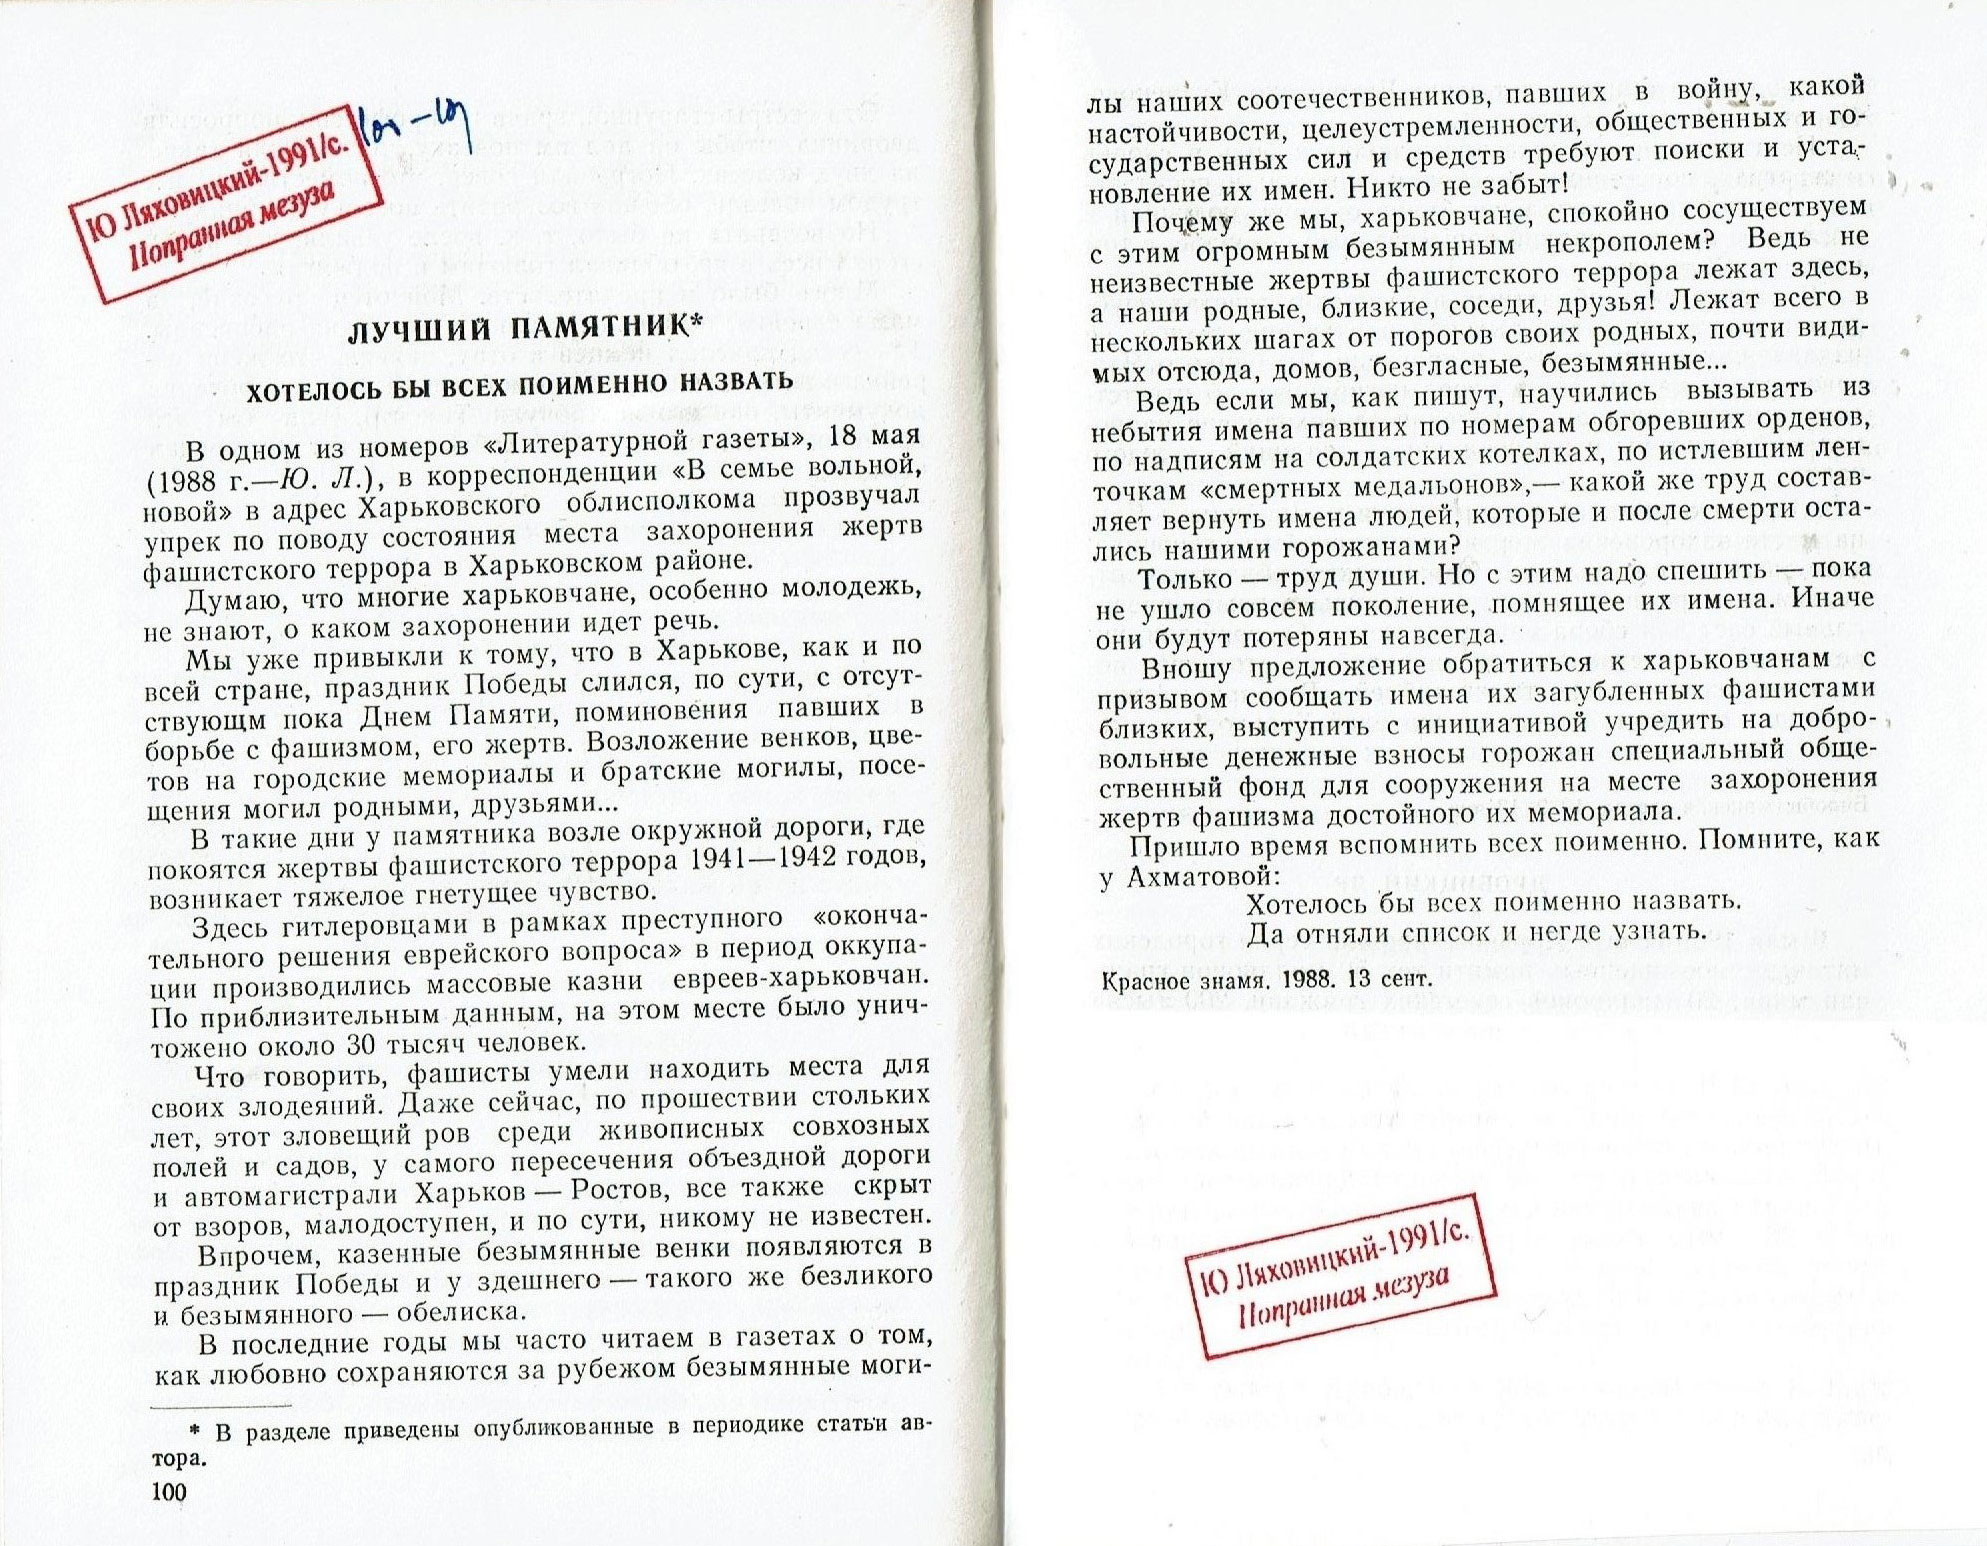 Ю Ляховицкий-1991/с.
Попранная мезуза
ЛУЧШИЙ ПАМЯТНИК*
ХОТЕЛОСЬ БЫ ВСЕХ ПОИМЕННО НАЗВАТЬ
В одном из номеров «Литературной газеты», 18 мая
(1988 г.—Ю. Л.), в корреспонденции «В семье вольной,
новой» в адрес Харьковского облисполкома прозвучал
упрек по поводу состояния места захоронения жертв
фашистского террора в Харьковском районе.
Думаю, что многие харьковчане, особенно молодежь,
не знают, о каком захоронении идет речь.
Мы уже привыкли к тому, что в Харькове, как и по
всей стране, праздник Победы слился, по сути, с отсут-
ствующм пока Днем Памяти, поминовения павших в
борьбе с фашизмом, его жертв. Возложение венков, цве-
тов на городские мемориалы и братские могилы, посе-
щения могил родными, друзьями...
В такие дни у памятника возле окружной дороги, где
покоятся жертвы фашистского террора 1941—1942 годов,
возникает тяжелое гнетущее чувство.
Здесь гитлеровцами в рамках преступного «оконча-
тельного решения еврейского вопроса» в период оккупа-
ции производились массовые казни евреев-харьковчан.
По приблизительным данным, на этом месте было унич-
тожено около 30 тысяч человек.
Что говорить, фашисты умели находить места для
своих злодеяний. Даже сейчас, по прошествии стольких
лет, этот зловещий ров среди живописных совхозных
полей и садов, у самого пересечения объездной дороги
и автомагистрали Харьков — Ростов, все также скрыт
от взоров, малодоступен, и по сути, никому не известен.
Впрочем, казенные безымянные венки появляются в
праздник Победы и у здешнего — такого же безликого
и безымянного — обелиска.
В последние годы мы часто читаем в газетах о том,
как любовно сохраняются за рубежом безымянные моги-
* В разделе приведены опубликованные в периодике статьи ав-
тора.
100
лы наших соотечественников, павших в войну, какой
настойчивости, целеустремленности, общественных и го-
сударственных сил и средств требуют поиски и уста-
новление их имен. Никто не забыт!
Почему же мы, харьковчане, спокойно сосуществуем
с этим огромным безымянным некрополем? Ведь не
неизвестные жертвы фашистского террора лежат здесь,
а наши родные, близкие, соседи, друзья! Лежат всего в
нескольких шагах от порогов своих родных, почти види-
мых отсюда, домов, безгласные, безымянные...
Ведь если мы, как пишут, научились вызывать из
небытия имена павших по номерам обгоревших орденов,
по надписям на солдатских котелках, по истлевшим лен-
точкам «смертных медальонов»,— какой же труд состав-
ляет вернуть имена людей, которые и после смерти оста-
лись нашими горожанами?
Только — труд души. Но с этим надо спешить — пока
не ушло совсем поколение, помнящее их имена. Иначе
они будут потеряны навсегда.
Вношу предложение обратиться к харьковчанам с
призывом сообщать имена их загубленных фашистами
близких, выступить с инициативой учредить на добро-
вольные денежные взносы горожан специальный обще-
ственный фонд для сооружения на месте захоронения
жертв фашизма достойного их мемориала.
Пришло время вспомнить всех поименно. Помните, как
у Ахматовой:
Хотелось бы всех поименно назвать.
Да отняли список и негде узнать.
Красное знамя. 1988. 13 сент.
Ю Ляховицкий-1991/с.
Попранная мезуза